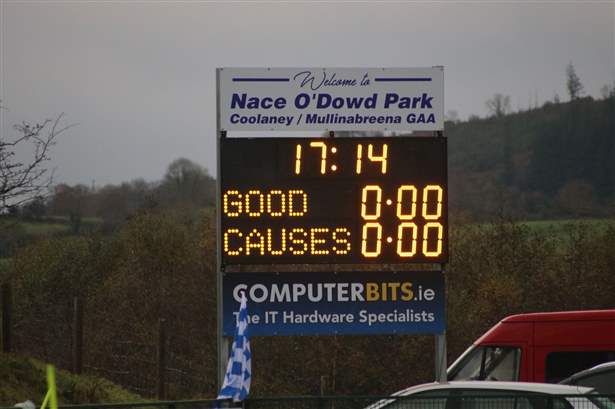 Welcome to
Nace O'Dowd Park
Coolaney / Mullinabreena GAA
17:14
GOOD 0:00
CAUSES 0:00
COMPUTERBITS.ie
The IT Hardware Specialists